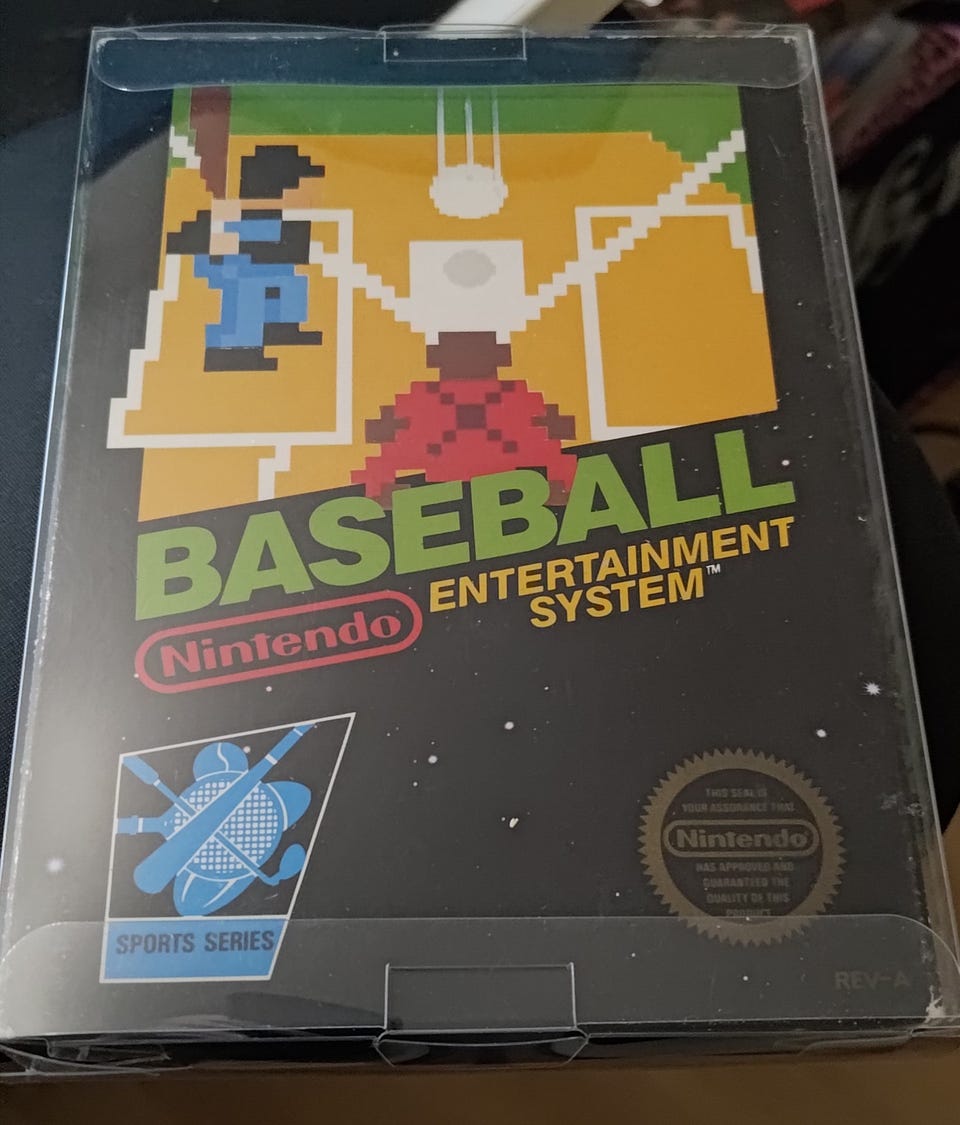 BASEBALL
Nintendo
ENTERTAINMENT
SYSTEM™
SPORTS SERIES
THIS SEAL IS
YOUR ASSURANCE THAT
Nintendo
HAS APPROVED AND
GUARANTEED THE
QUALITY OF THIS
PRODUCT
REV-A